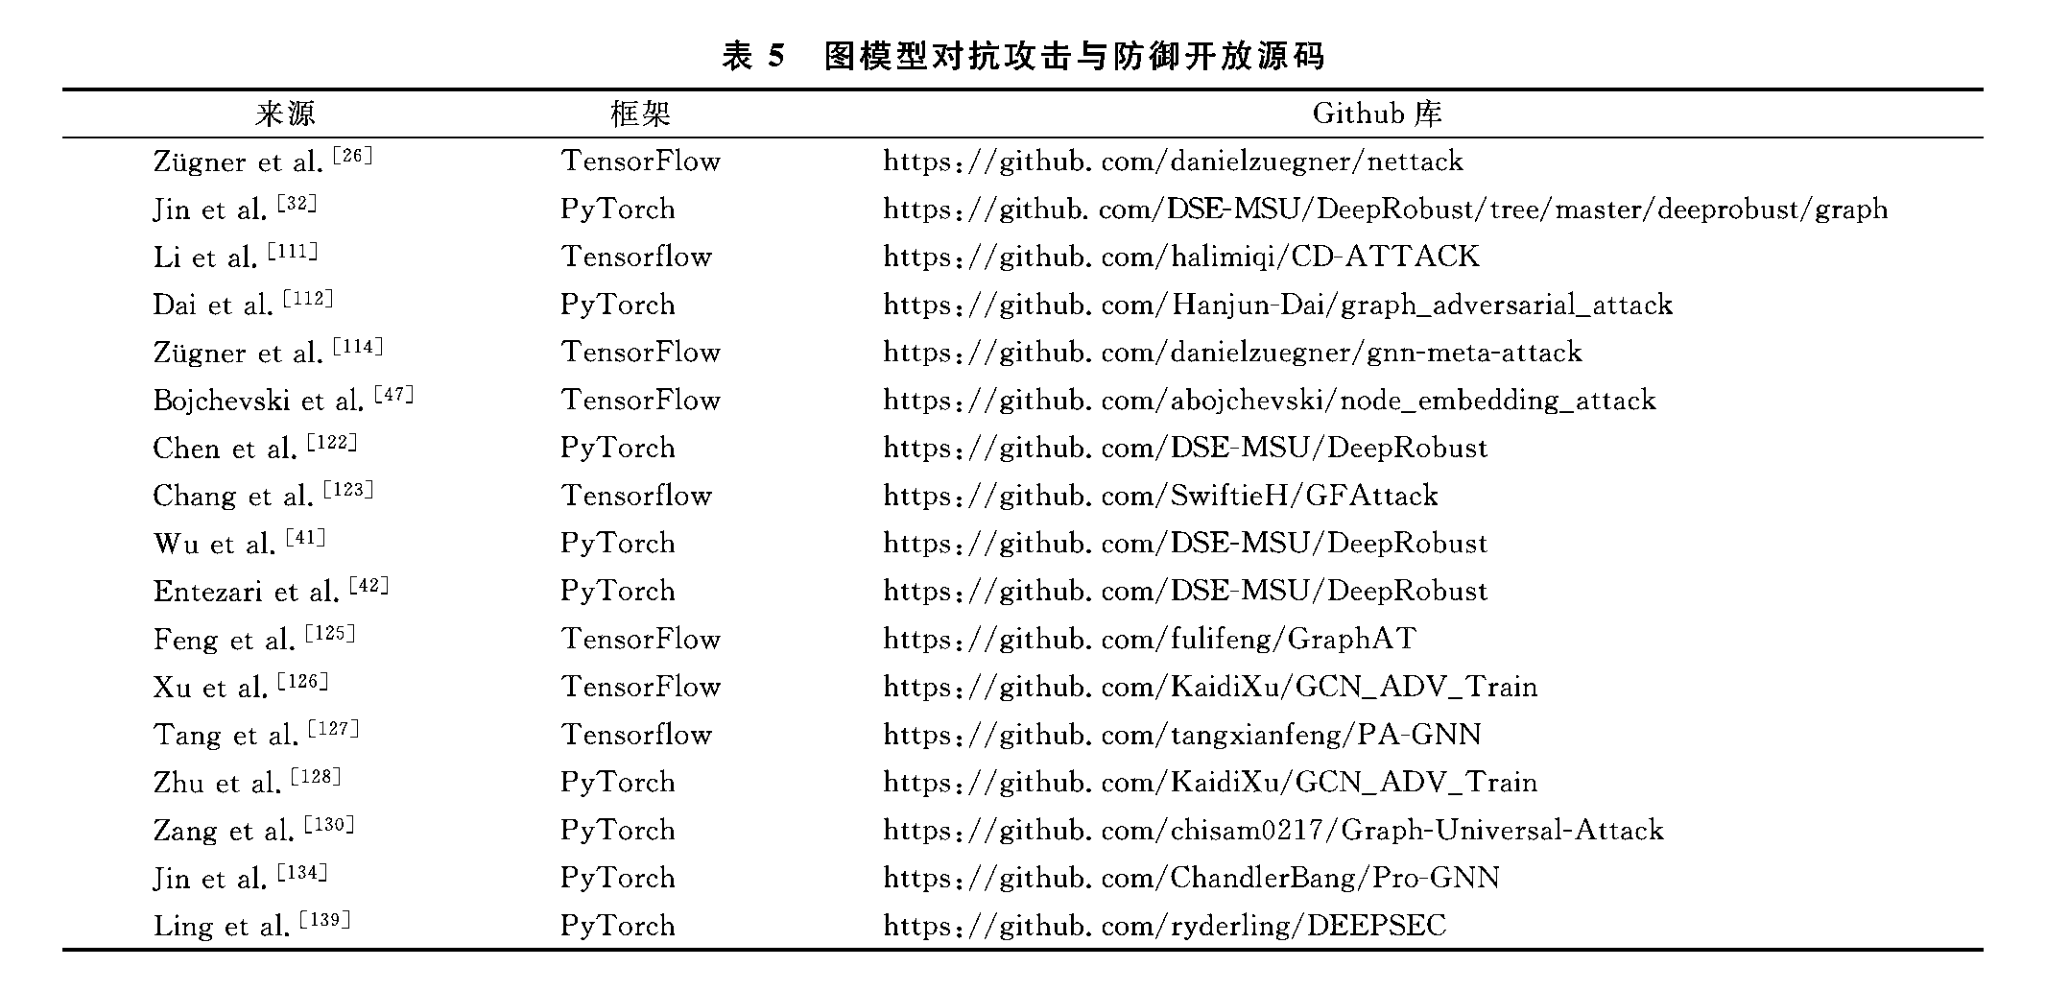 表 5 图模型对抗攻击与防御开放源码
来源 框架 Github 库
Zügner et al. [26] TensorFlow https://github. com/danielzuegner/nettack
Jin et al. [32] PyTorch https://github. com/DSE-MSU/DeepRobust/tree/master/deeprobust/graph
Li et al. [111] Tensorflow https://github. com/halimiqi/CD-ATTACK
Dai et al. [112] PyTorch https://github. com/Hanjun-Dai/graph_adversarial_attack
Zügner et al. [114] TensorFlow https://github. com/danielzuegner/gnn-meta-attack
Bojchevski et al. [47] TensorFlow https://github. com/abojchevski/node_embedding_attack
Chen et al. [122] PyTorch https://github. com/DSE-MSU/DeepRobust
Chang et al. [123] Tensorflow https://github. com/SwiftieH/GFAttack
Wu et al. [41] PyTorch https://github. com/DSE-MSU/DeepRobust
Entezari et al. [42] PyTorch https://github. com/DSE-MSU/DeepRobust
Feng et al. [125] TensorFlow https://github. com/fulifeng/GraphAT
Xu et al. [126] TensorFlow https://github. com/KaidiXu/GCN_ADV_Train
Tang et al. [127] Tensorflow https://github. com/tangxianfeng/PA-GNN
Zhu et al. [128] PyTorch https://github. com/KaidiXu/GCN_ADV_Train
Zang et al. [130] PyTorch https://github. com/chisam0217/Graph-Universal-Attack
Jin et al. [134] PyTorch https://github. com/ChandlerBang/Pro-GNN
Ling et al. [139] PyTorch https://github. com/ryderling/DEEPSEC